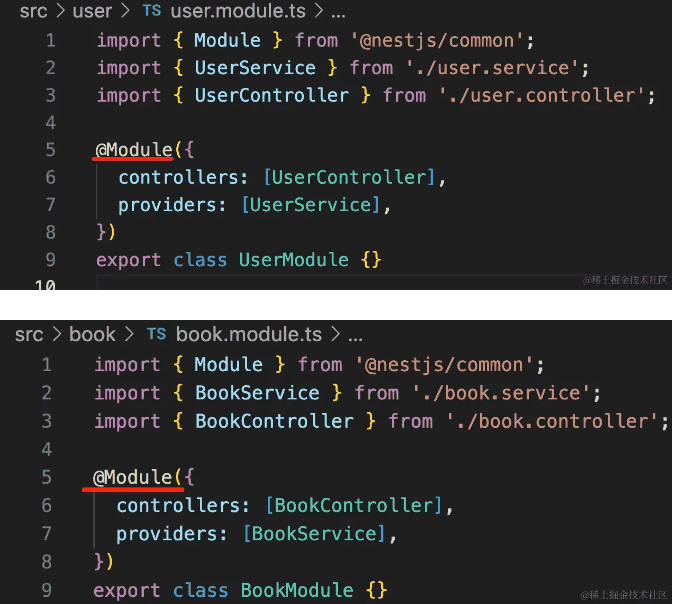 src > user > TS user.module.ts > ...
1 import { Module } from '@nestjs/common';
2 import { UserService } from './user.service';
3 import { UserController } from './user.controller';
4
5 @Module({
6 controllers: [UserController],
7 providers: [UserService],
8 })
9 export class UserModule {}
10
@稀土掘金技术社区
src > book > TS book.module.ts > ...
1 import { Module } from '@nestjs/common';
2 import { BookService } from './book.service';
3 import { BookController } from './book.controller';
4
5 @Module({
6 controllers: [BookController],
7 providers: [BookService],
8 })
9 export class BookModule {}
@稀土掘金技术社区